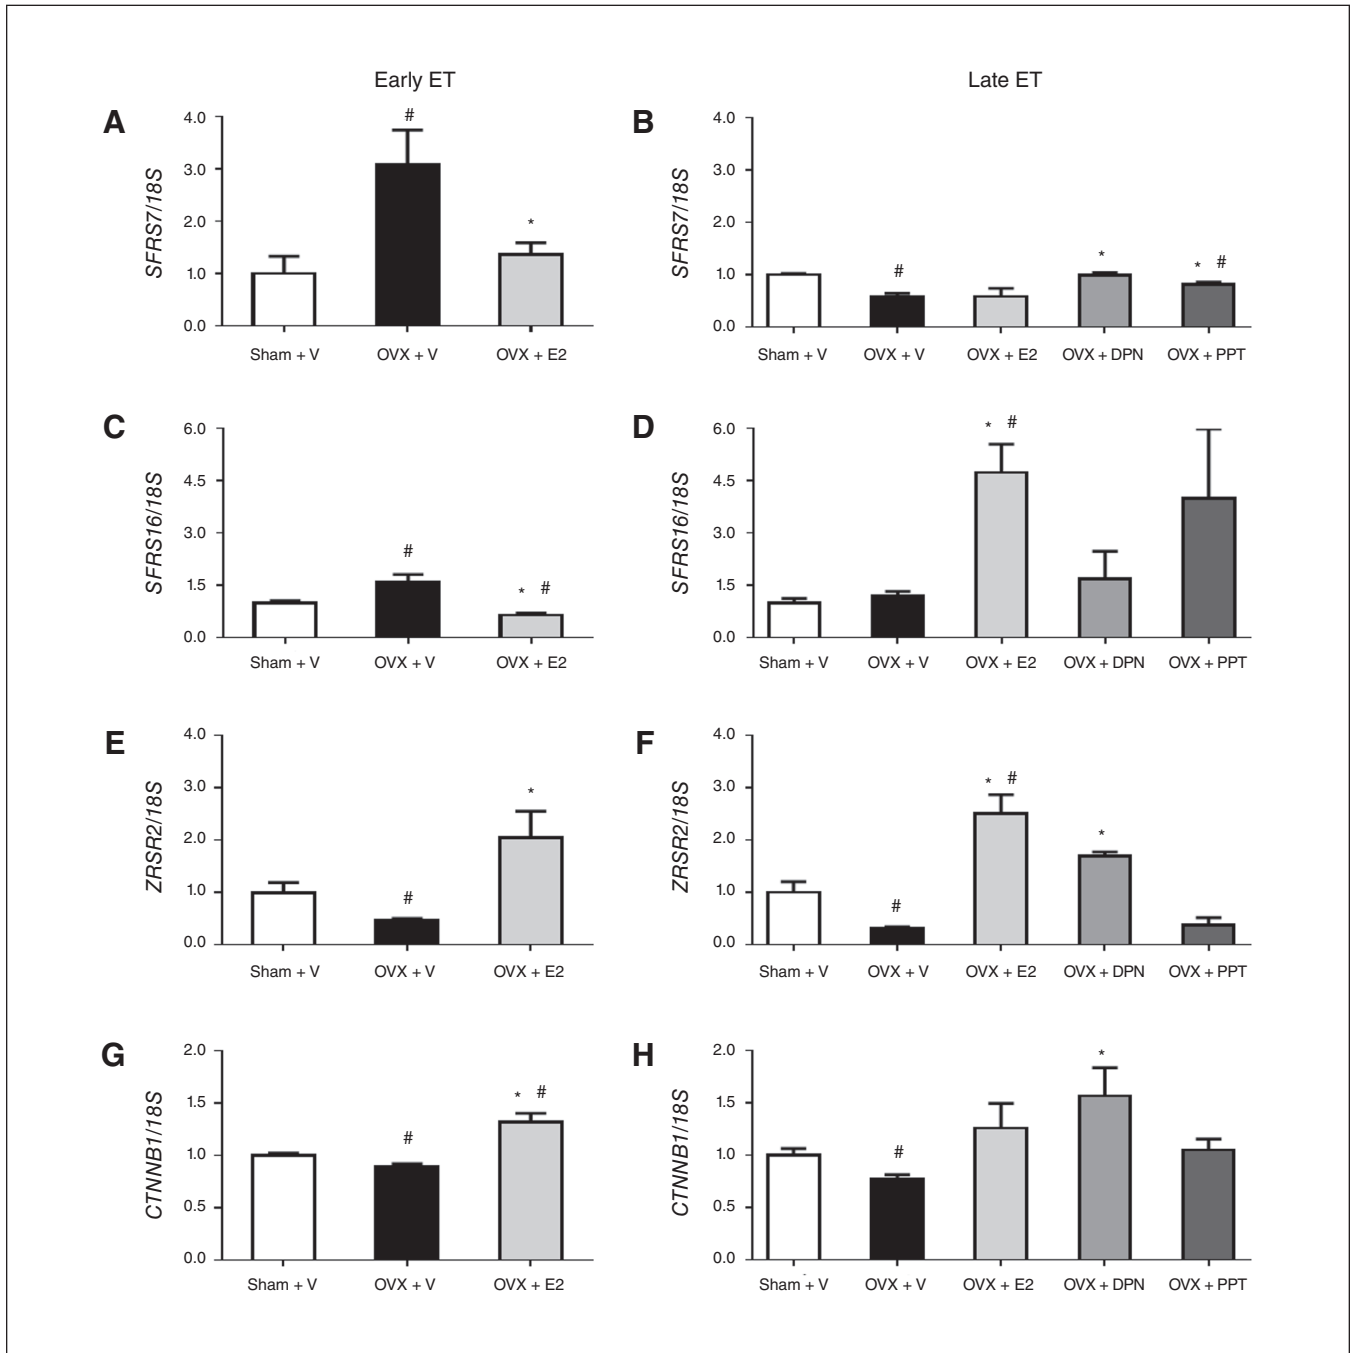 Early ET
Late ET
A
#
4.0
3.0
2.0
1.0
0.0
SFRS7/18S
*
Sham + V
OVX + V
OVX + E2
B
4.0
3.0
2.0
1.0
0.0
SFRS7/18S
#
*
* #
Sham + V
OVX + V
OVX + E2
OVX + DPN
OVX + PPT
C
6.0
4.5
3.0
1.5
0.0
SFRS16/18S
#
* #
Sham + V
OVX + V
OVX + E2
D
6.0
4.5
3.0
1.5
0.0
SFRS16/18S
* #
Sham + V
OVX + V
OVX + E2
OVX + DPN
OVX + PPT
E
4.0
3.0
2.0
1.0
0.0
ZRSR2/18S
#
*
Sham + V
OVX + V
OVX + E2
F
4.0
3.0
2.0
1.0
0.0
ZRSR2/18S
#
* #
*
Sham + V
OVX + V
OVX + E2
OVX + DPN
OVX + PPT
G
2.0
1.5
1.0
0.5
0.0
CTNNB1/18S
#
* #
Sham + V
OVX + V
OVX + E2
H
2.0
1.5
1.0
0.5
0.0
CTNNB1/18S
#
*
Sham + V
OVX + V
OVX + E2
OVX + DPN
OVX + PPT